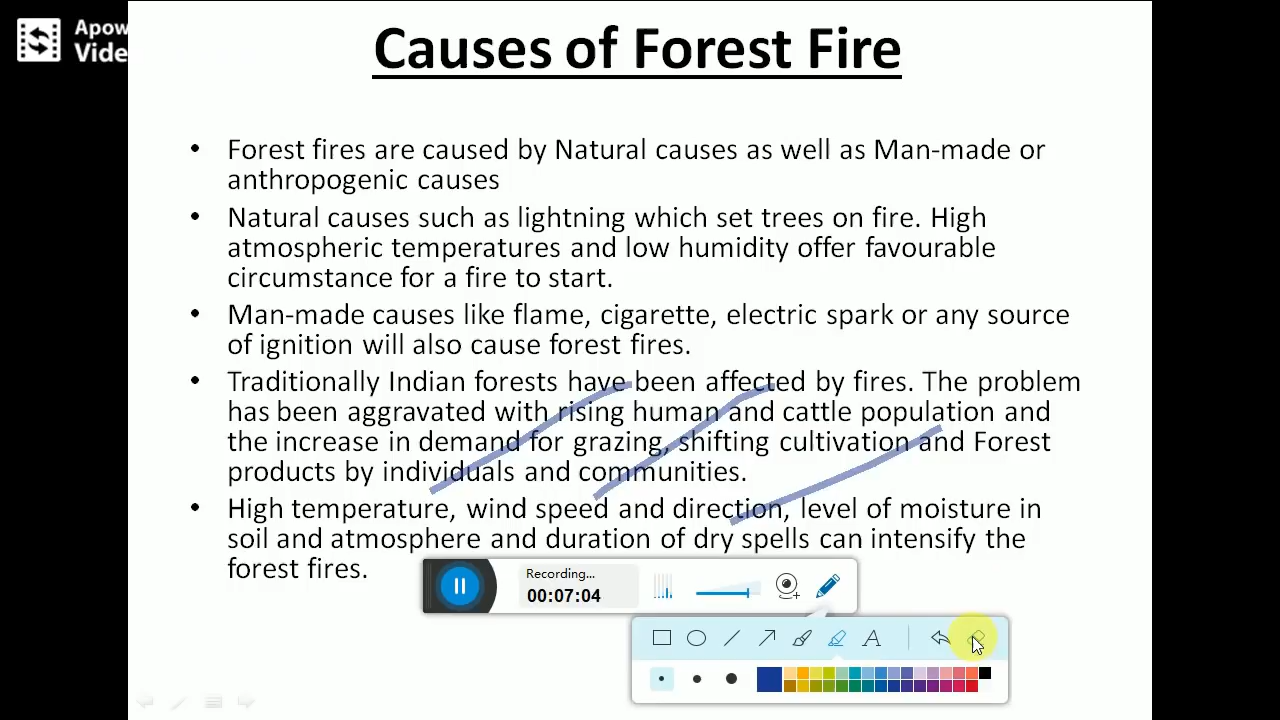 Apow
Vide
Causes of Forest Fire
• Forest fires are caused by Natural causes as well as Man-made or
anthropogenic causes
• Natural causes such as lightning which set trees on fire. High
atmospheric temperatures and low humidity offer favourable
circumstance for a fire to start.
• Man-made causes like flame, cigarette, electric spark or any source
of ignition will also cause forest fires.
• Traditionally Indian forests have been affected by fires. The problem
has been aggravated with rising human and cattle population and
the increase in demand for grazing, shifting cultivation and Forest
products by individuals and communities.
• High temperature, wind speed and direction, level of moisture in
soil and atmosphere and duration of dry spells can intensify the
forest fires.
Recording...
00:07:04
A